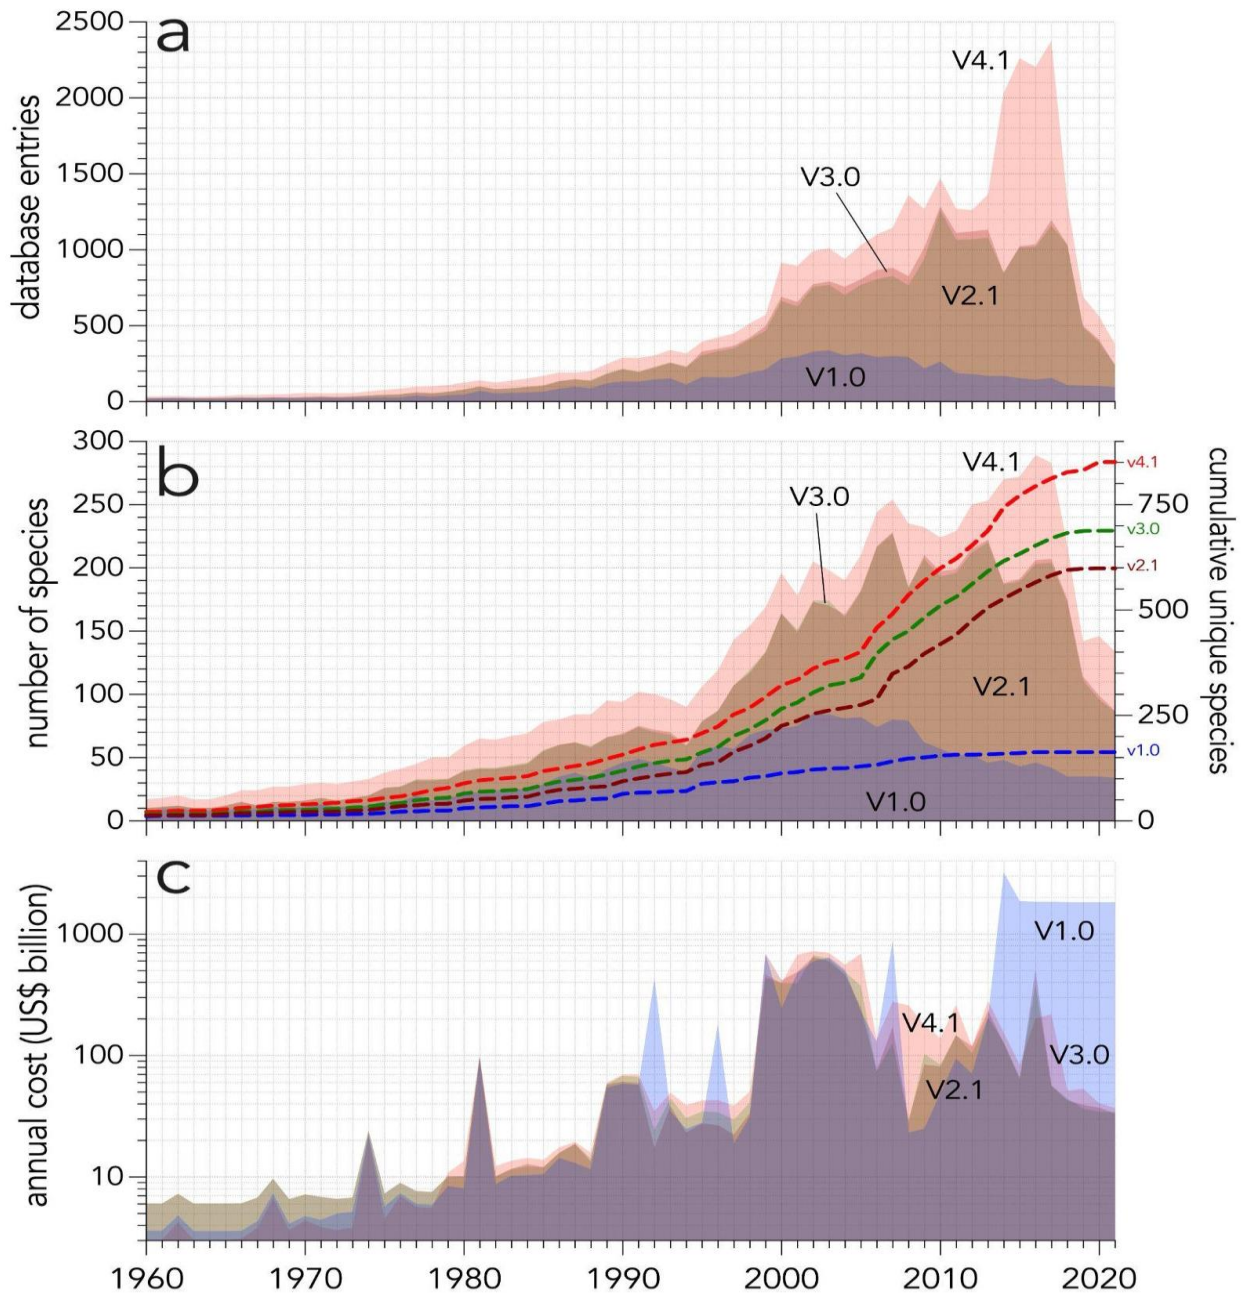 a
2500
2000
1500
1000
500
0
database entries
V4.1
V3.0
V2.1
V1.0
b
300
250
200
150
100
50
0
number of species
V4.1
V3.0
V2.1
V1.0
v4.1
750
v3.0
v2.1
500
250
v1.0
0
cumulative unique species
c
1000
100
10
annual cost (US$ billion)
V1.0
V4.1
V3.0
V2.1
1960 1970 1980 1990 2000 2010 2020